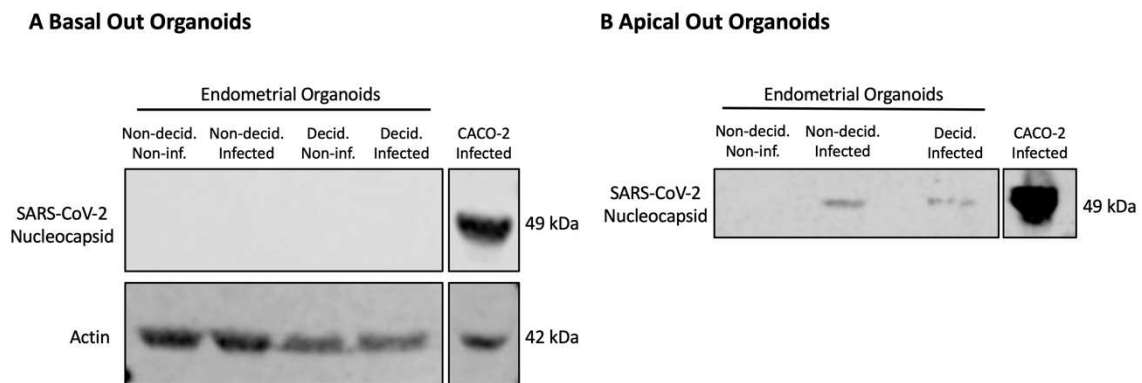 A Basal Out Organoids
Endometrial Organoids
Non-decid. Non-decid. Decid. Decid. CACO-2
Non-inf. Infected Non-inf. Infected Infected
SARS-CoV-2
Nucleocapsid
49 kDa
Actin
42 kDa
B Apical Out Organoids
Endometrial Organoids
Non-decid. Non-decid. Decid. CACO-2
Non-inf. Infected Infected Infected
SARS-CoV-2
Nucleocapsid
49 kDa